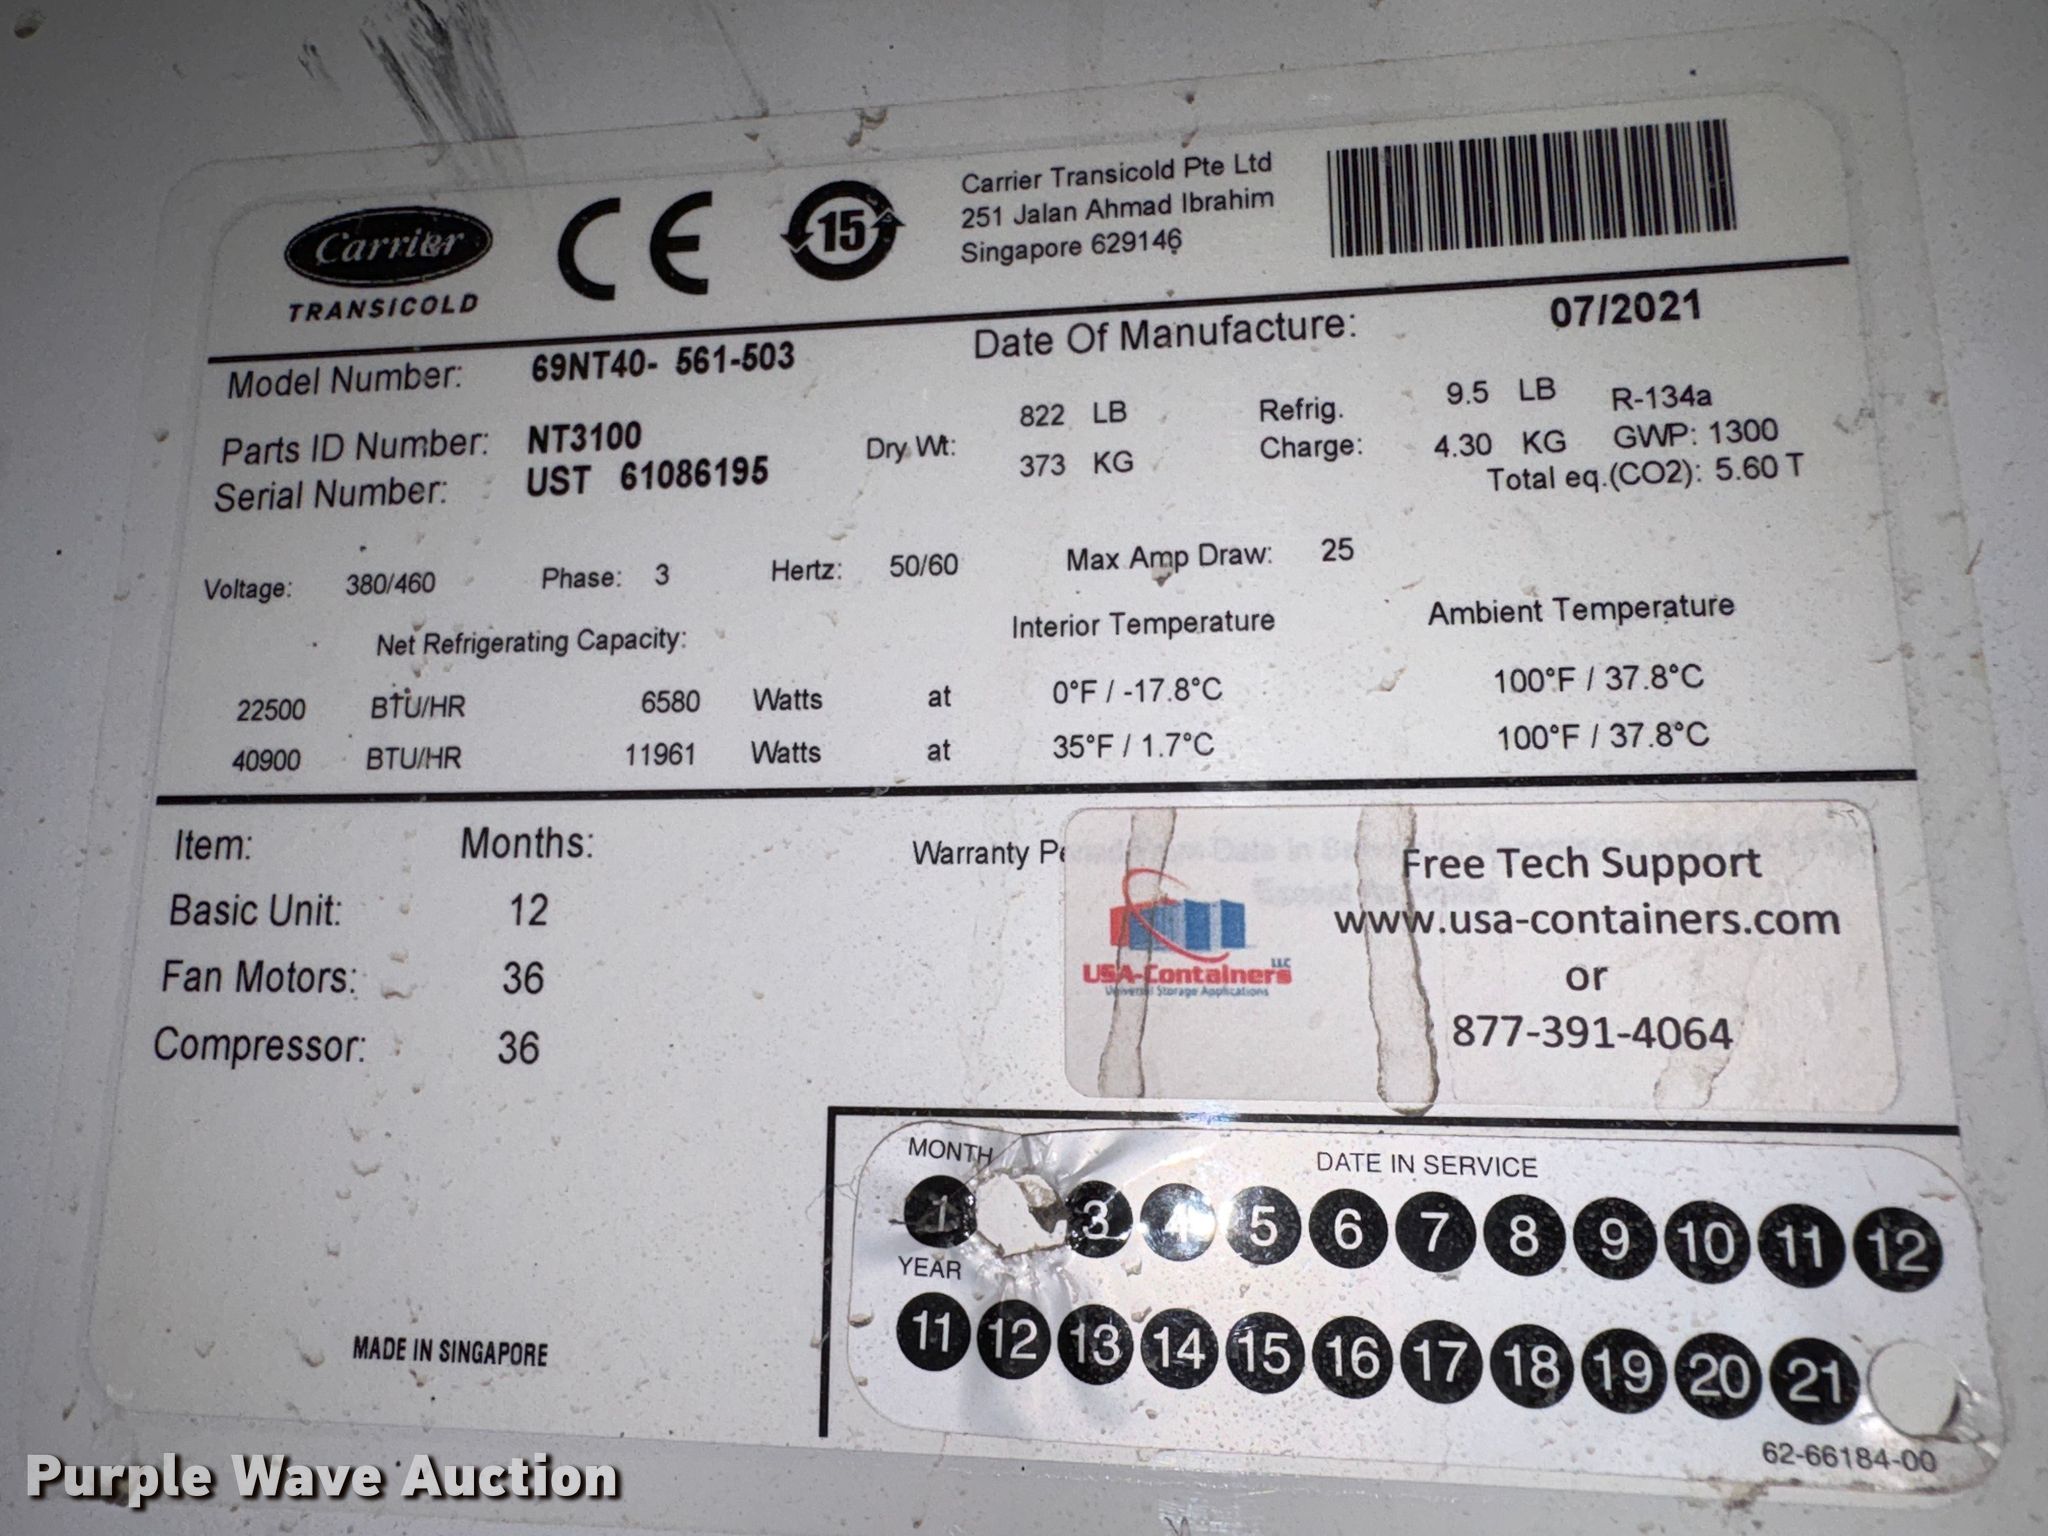 Carrier
TRANSICOLD
CE
15
Carrier Transicold Pte Ltd
251 Jalan Ahmad Ibrahim
Singapore 629146
Model Number: 69NT40- 561-503 Date Of Manufacture: 07/2021
Parts ID Number: NT3100
Serial Number: UST 61086195
Dry Wt: 822 LB
373 KG
Refrig.
Charge:
9.5 LB R-134a
4.30 KG GWP: 1300
Total eq.(CO2): 5.60 T
Voltage: 380/460 Phase: 3 Hertz: 50/60 Max Amp Draw: 25
Net Refrigerating Capacity: Interior Temperature Ambient Temperature
22500 BTU/HR 6580 Watts at 0°F / -17.8°C 100°F / 37.8°C
40900 BTU/HR 11961 Watts at 35°F / 1.7°C 100°F / 37.8°C
Item: Months: Warranty
Basic Unit: 12
Fan Motors: 36
Compressor: 36
USA-Containers LLC
Universal Storage Applications
Free Tech Support
www.usa-containers.com
or
877-391-4064
MONTH DATE IN SERVICE
1 3 4 5 6 7 8 9 10 11 12
YEAR
11 12 13 14 15 16 17 18 19 20 21
MADE IN SINGAPORE
62-66184-00
Purple Wave Auction